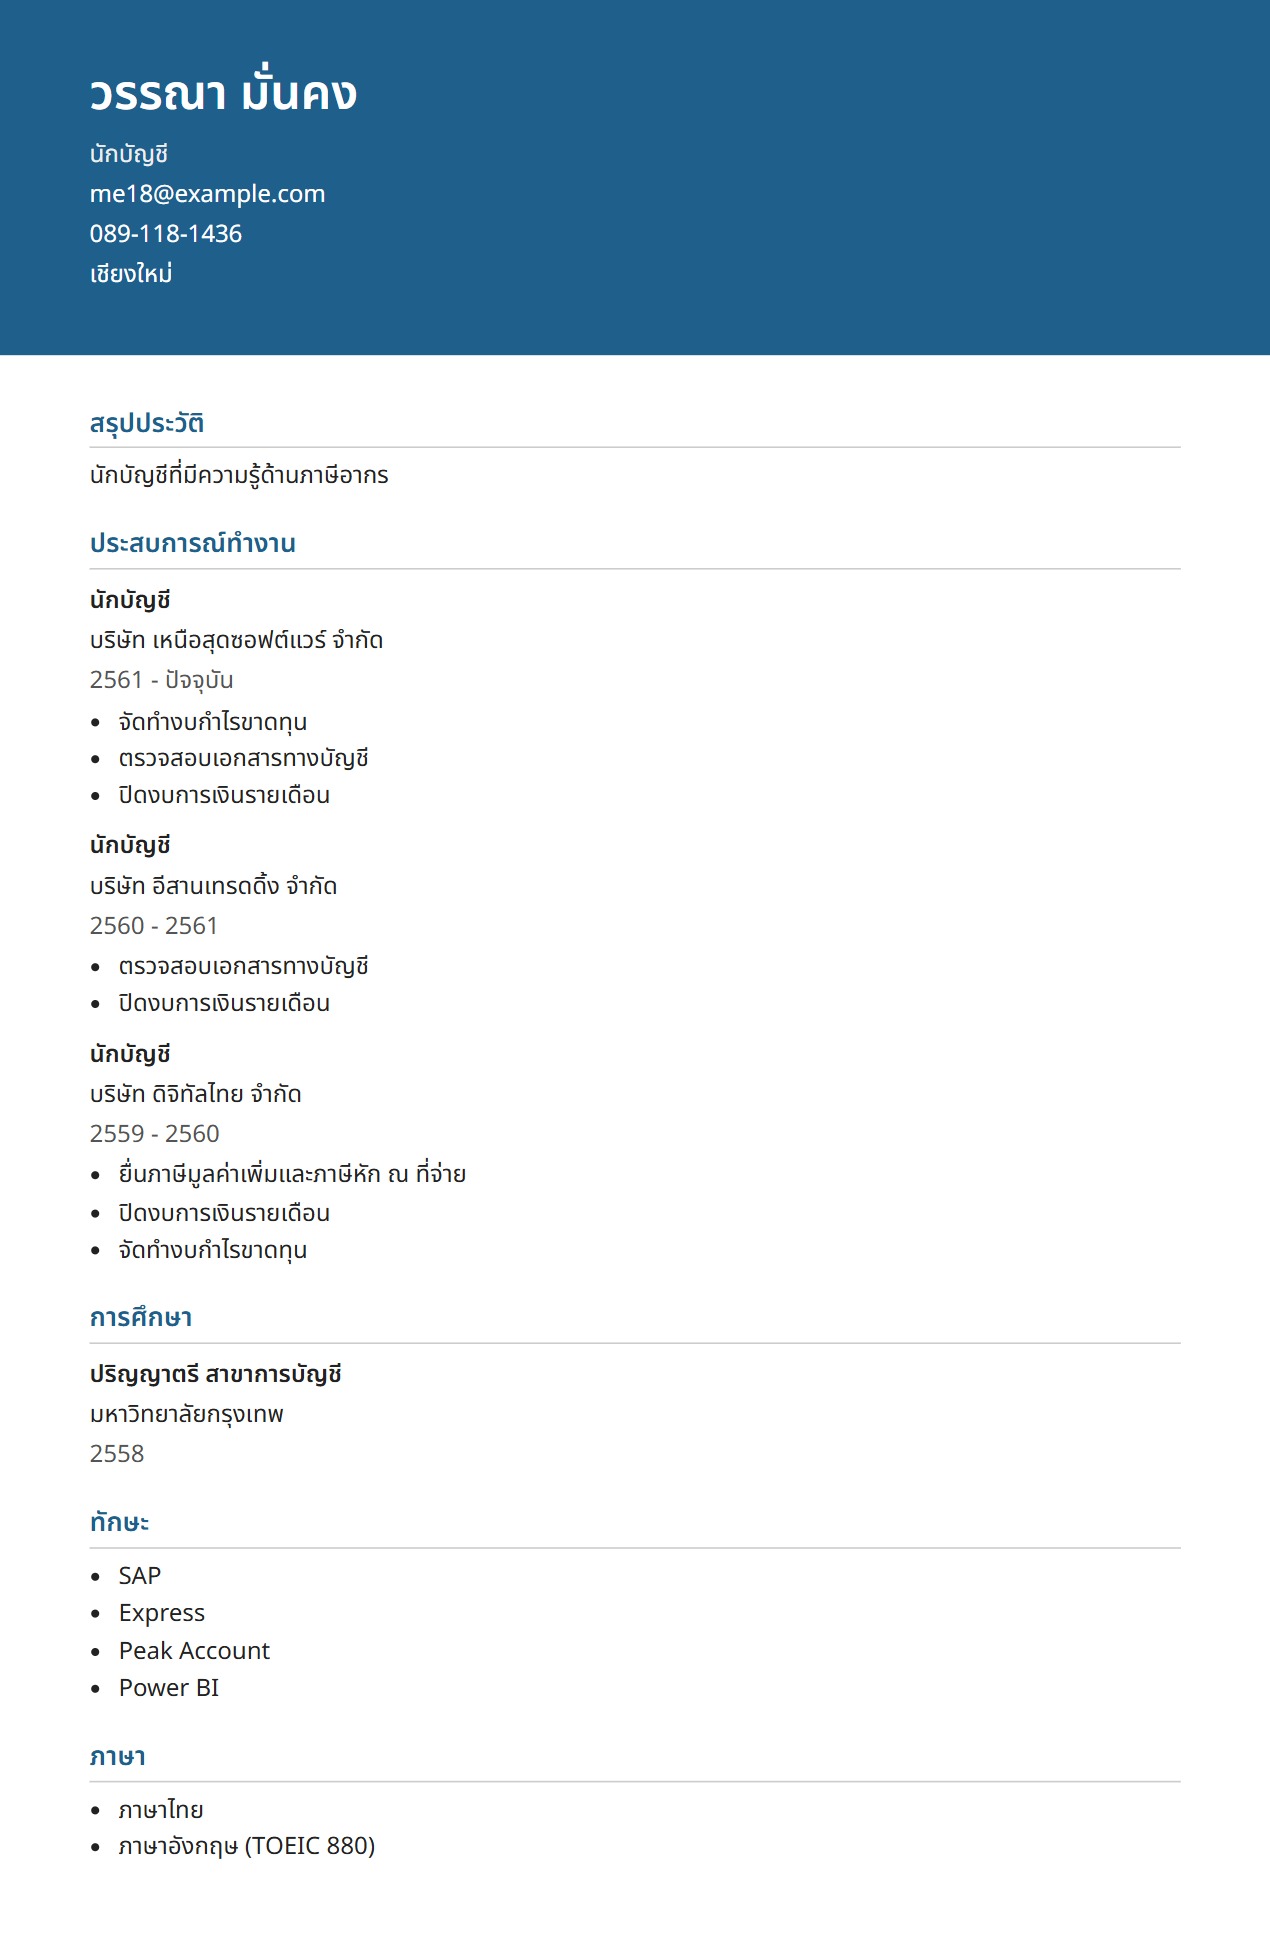 วรรณา มั่นคง
นักบัญชี
me18@example.com
089-118-1436
เชียงใหม่
สรุปประวัติ
นักบัญชีที่มีความรู้ด้านภาษีอากร
ประสบการณ์ทำงาน
นักบัญชี
บริษัท เหนือสุดซอฟต์แวร์ จำกัด
2561 - ปัจจุบัน
• จัดทำงบกำไรขาดทุน
• ตรวจสอบเอกสารทางบัญชี
• ปิดงบการเงินรายเดือน
นักบัญชี
บริษัท อีสานเทรดดิ้ง จำกัด
2560 - 2561
• ตรวจสอบเอกสารทางบัญชี
• ปิดงบการเงินรายเดือน
นักบัญชี
บริษัท ดิจิทัลไทย จำกัด
2559 - 2560
• ยื่นภาษีมูลค่าเพิ่มและภาษีหัก ณ ที่จ่าย
• ปิดงบการเงินรายเดือน
• จัดทำงบกำไรขาดทุน
การศึกษา
ปริญญาตรี สาขาการบัญชี
มหาวิทยาลัยกรุงเทพ
2558
ทักษะ
• SAP
• Express
• Peak Account
• Power BI
ภาษา
• ภาษาไทย
• ภาษาอังกฤษ (TOEIC 880)